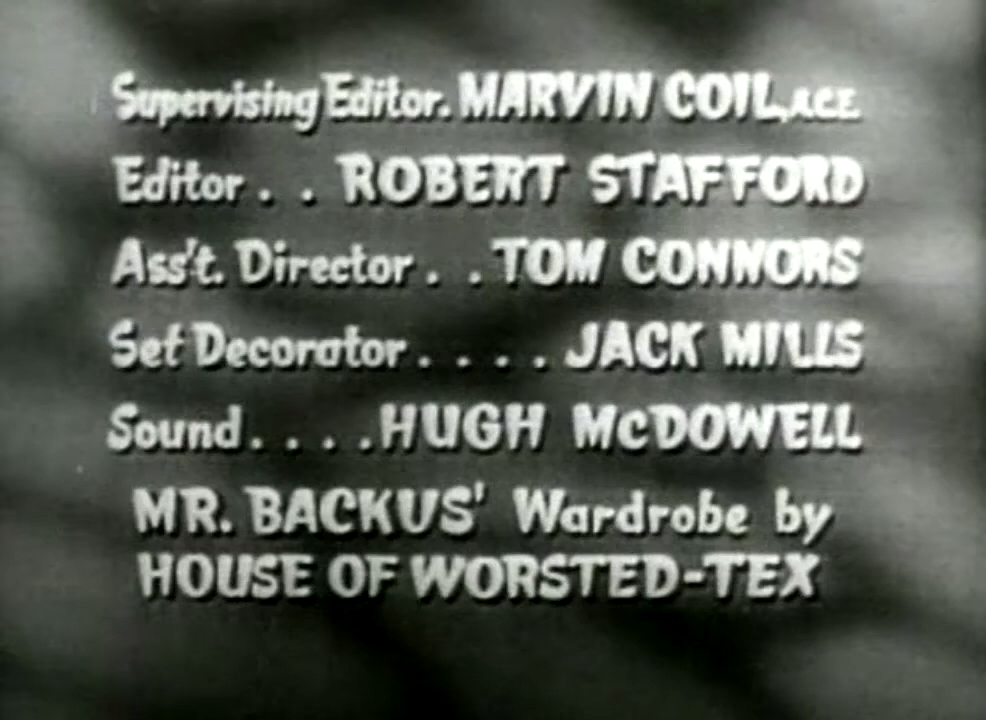 Supervising Editor. MARVIN COIL, ACE
Editor . . ROBERT STAFFORD
Ass't. Director . . TOM CONNORS
Set Decorator . . . . JACK MILLS
Sound . . . . HUGH McDOWELL
MR. BACKUS' Wardrobe by
HOUSE OF WORSTED-TEX